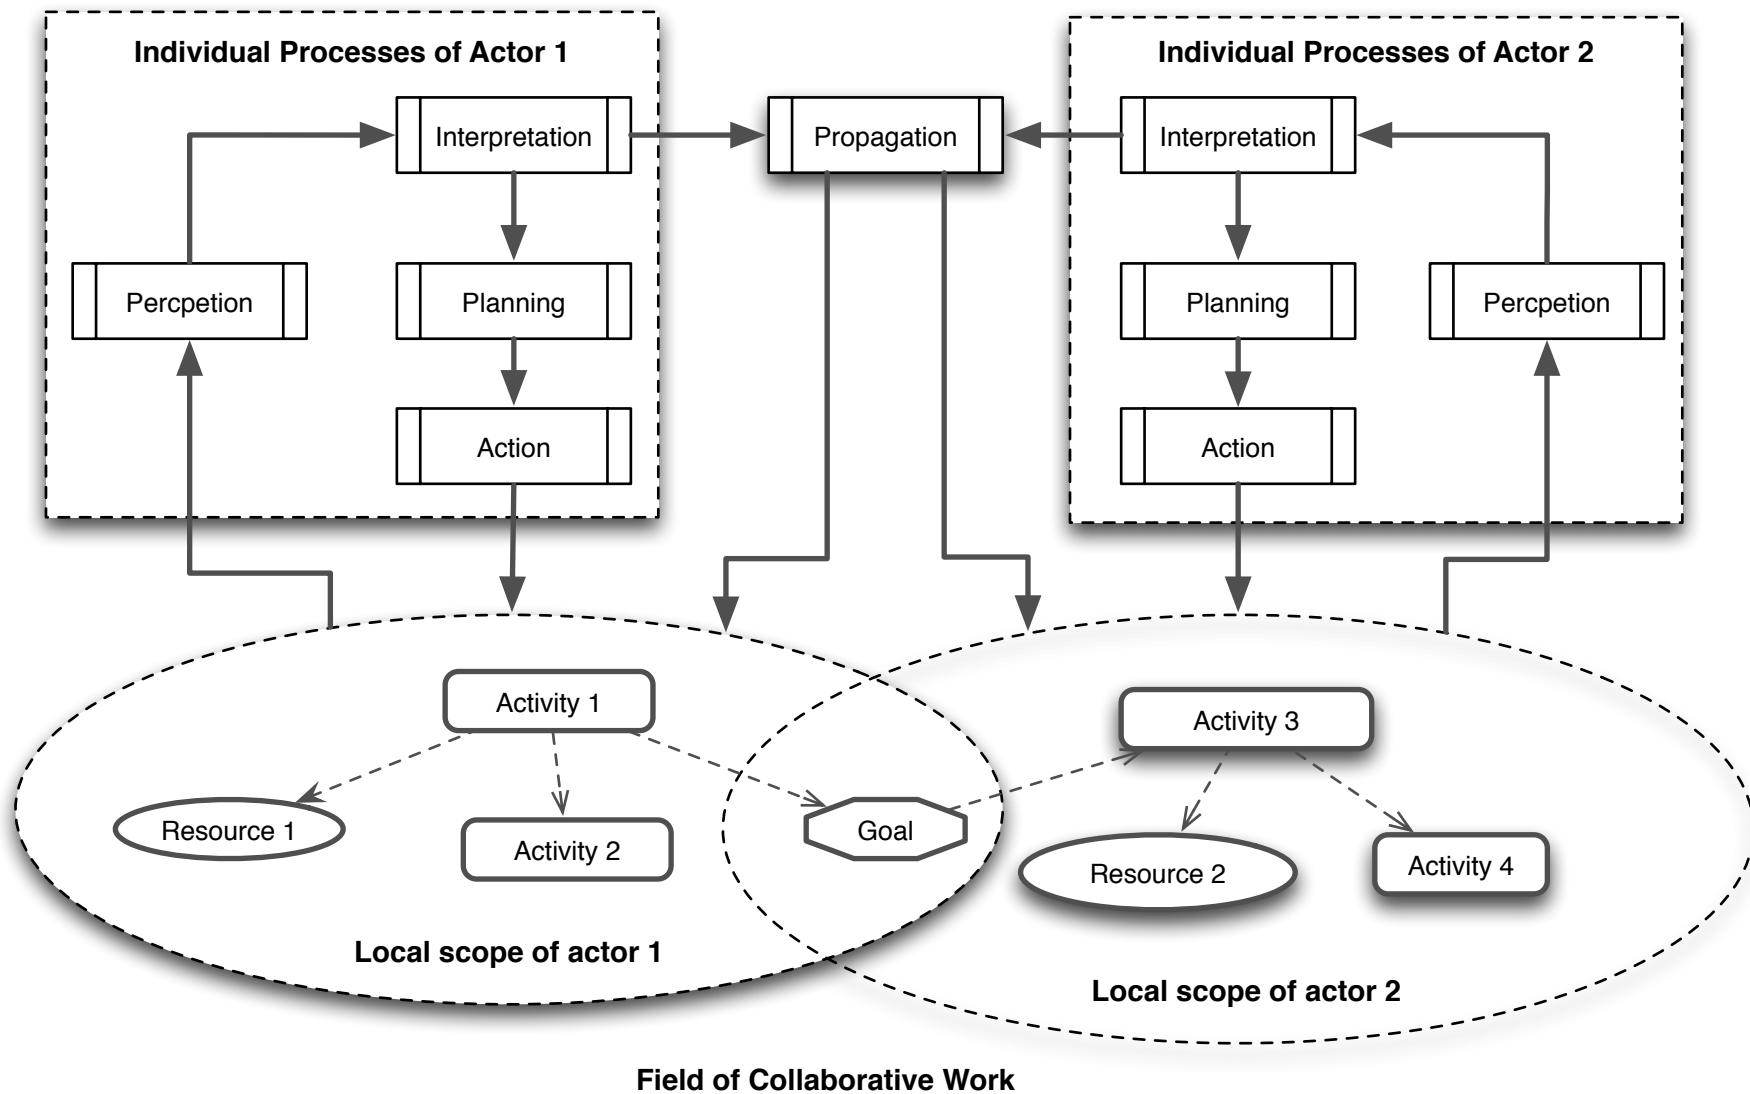 Individual Processes of Actor 1
Individual Processes of Actor 2
Interpretation
Propagation
Interpretation
Percpetion
Planning
Planning
Percpetion
Action
Action
Activity 1
Activity 3
Resource 1
Activity 2
Goal
Resource 2
Activity 4
Local scope of actor 1
Local scope of actor 2
Field of Collaborative Work